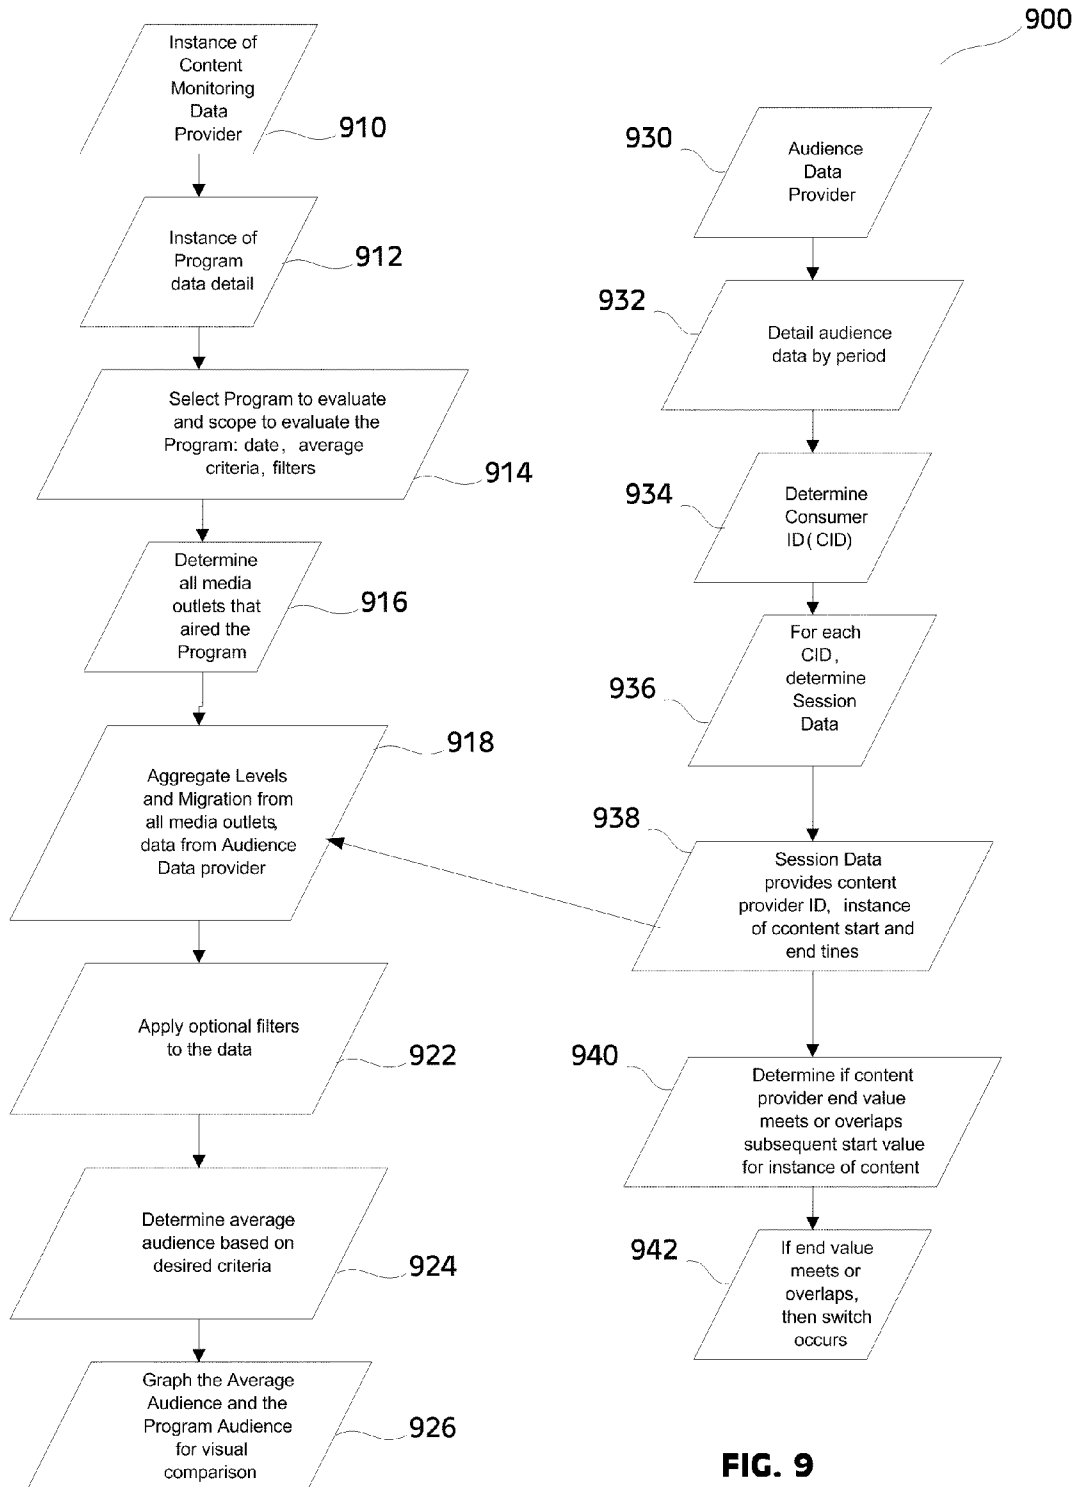 900
Instance of
Content
Monitoring
Data
Provider
910
Instance of
Program
data detail
912
Select Program to evaluate
and scope to evaluate the
Program: date, average
criteria, filters
914
Determine
all media
outlets that
aired the
Program
916
Aggregate Levels
and Migration from
all media outlets,
data from Audience
Data provider
918
Apply optional filters
to the data
922
Determine average
audience based on
desired criteria
924
Graph the Average
Audience and the
Program Audience
for visual
comparison
926
930
Audience
Data
Provider
932
Detail audience
data by period
934
Determine
Consumer
ID( CID)
936
For each
CID,
determine
Session
Data
938
Session Data
provides content
provider ID, instance
of ccontent start and
end tines
940
Determine if content
provider end value
meets or overlaps
subsequent start value
for instance of content
942
If end value
meets or
overlaps,
then switch
occurs
FIG. 9